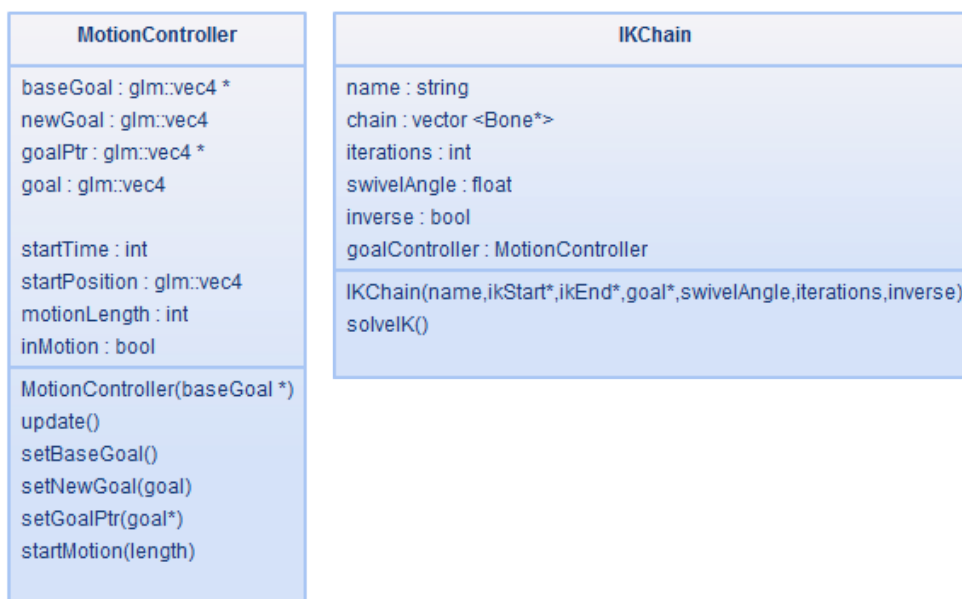 MotionController
baseGoal : glm::vec4 *
newGoal : glm::vec4
goalPtr : glm::vec4 *
goal : glm::vec4
startTime : int
startPosition : glm::vec4
motionLength : int
inMotion : bool
MotionController(baseGoal *)
update()
setBaseGoal()
setNewGoal(goal)
setGoalPtr(goal*)
startMotion(length)
IKChain
name : string
chain : vector <Bone*>
iterations : int
swivelAngle : float
inverse : bool
goalController : MotionController
IKChain(name,ikStart*,ikEnd*,goal*,swivelAngle,iterations,inverse)
solveIK()